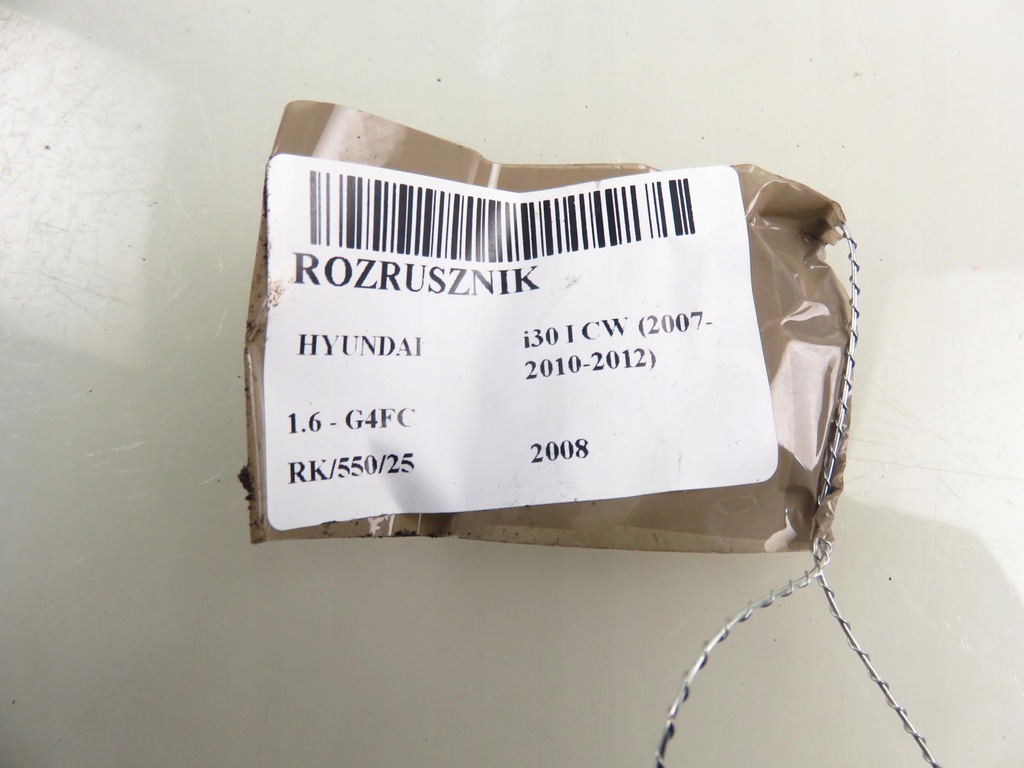 ROZRUSZNIK
HYUNDAI
i30 I CW (2007-
2010-2012)
1.6 - G4FC
RK/550/25
2008